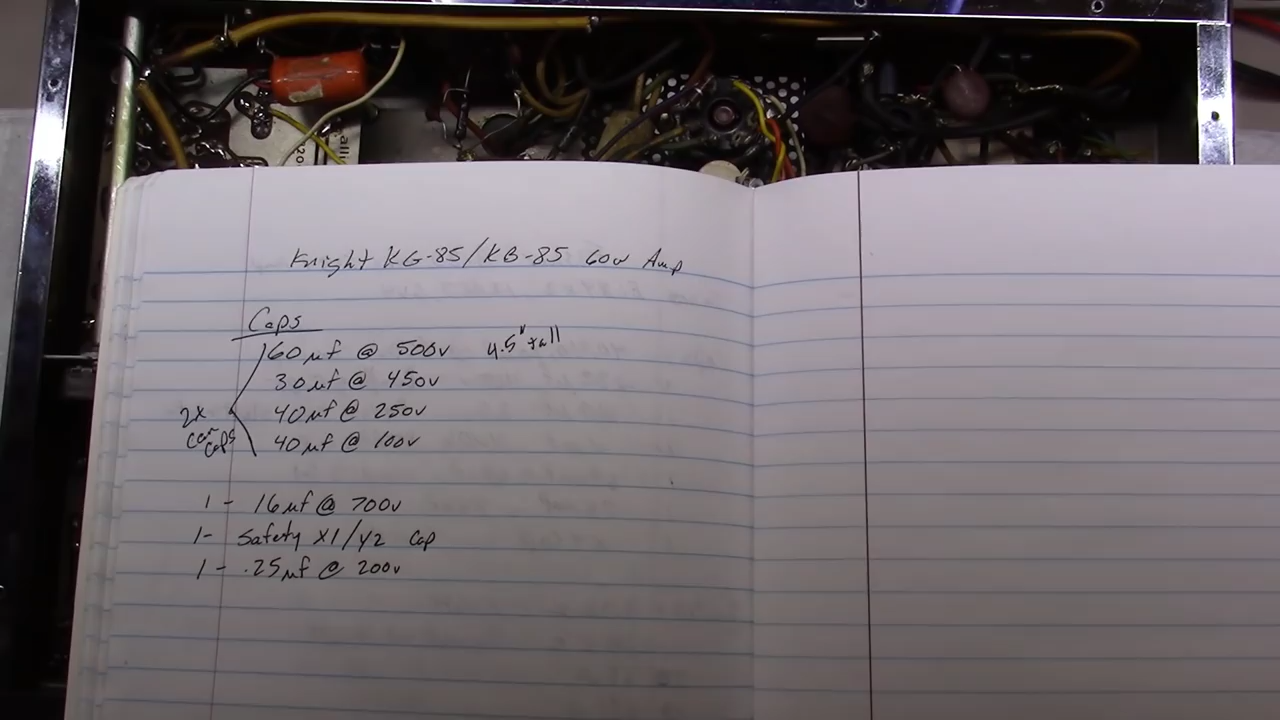 Knight KG-85/KB-85 60w Amp
Caps
60µf @ 500v 4.5" tall
30µf @ 450v
40µf @ 250v
40µf @ 100v
2x
can
caps
1 - 16µf @ 700v
1- Safety X1/Y2 Cap
1 - .25µf @ 200v